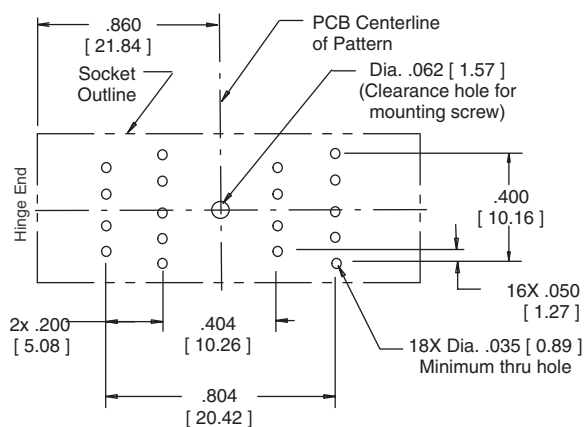 .860
[ 21.84 ]
PCB Centerline
of Pattern
Socket
Outline
Dia. .062 [ 1.57 ]
(Clearance hole for
mounting screw)
Hinge End
.400
[ 10.16 ]
16X .050
[ 1.27 ]
2x .200
[ 5.08 ]
.404
[ 10.26 ]
18X Dia. .035 [ 0.89 ]
Minimum thru hole
.804
[ 20.42 ]